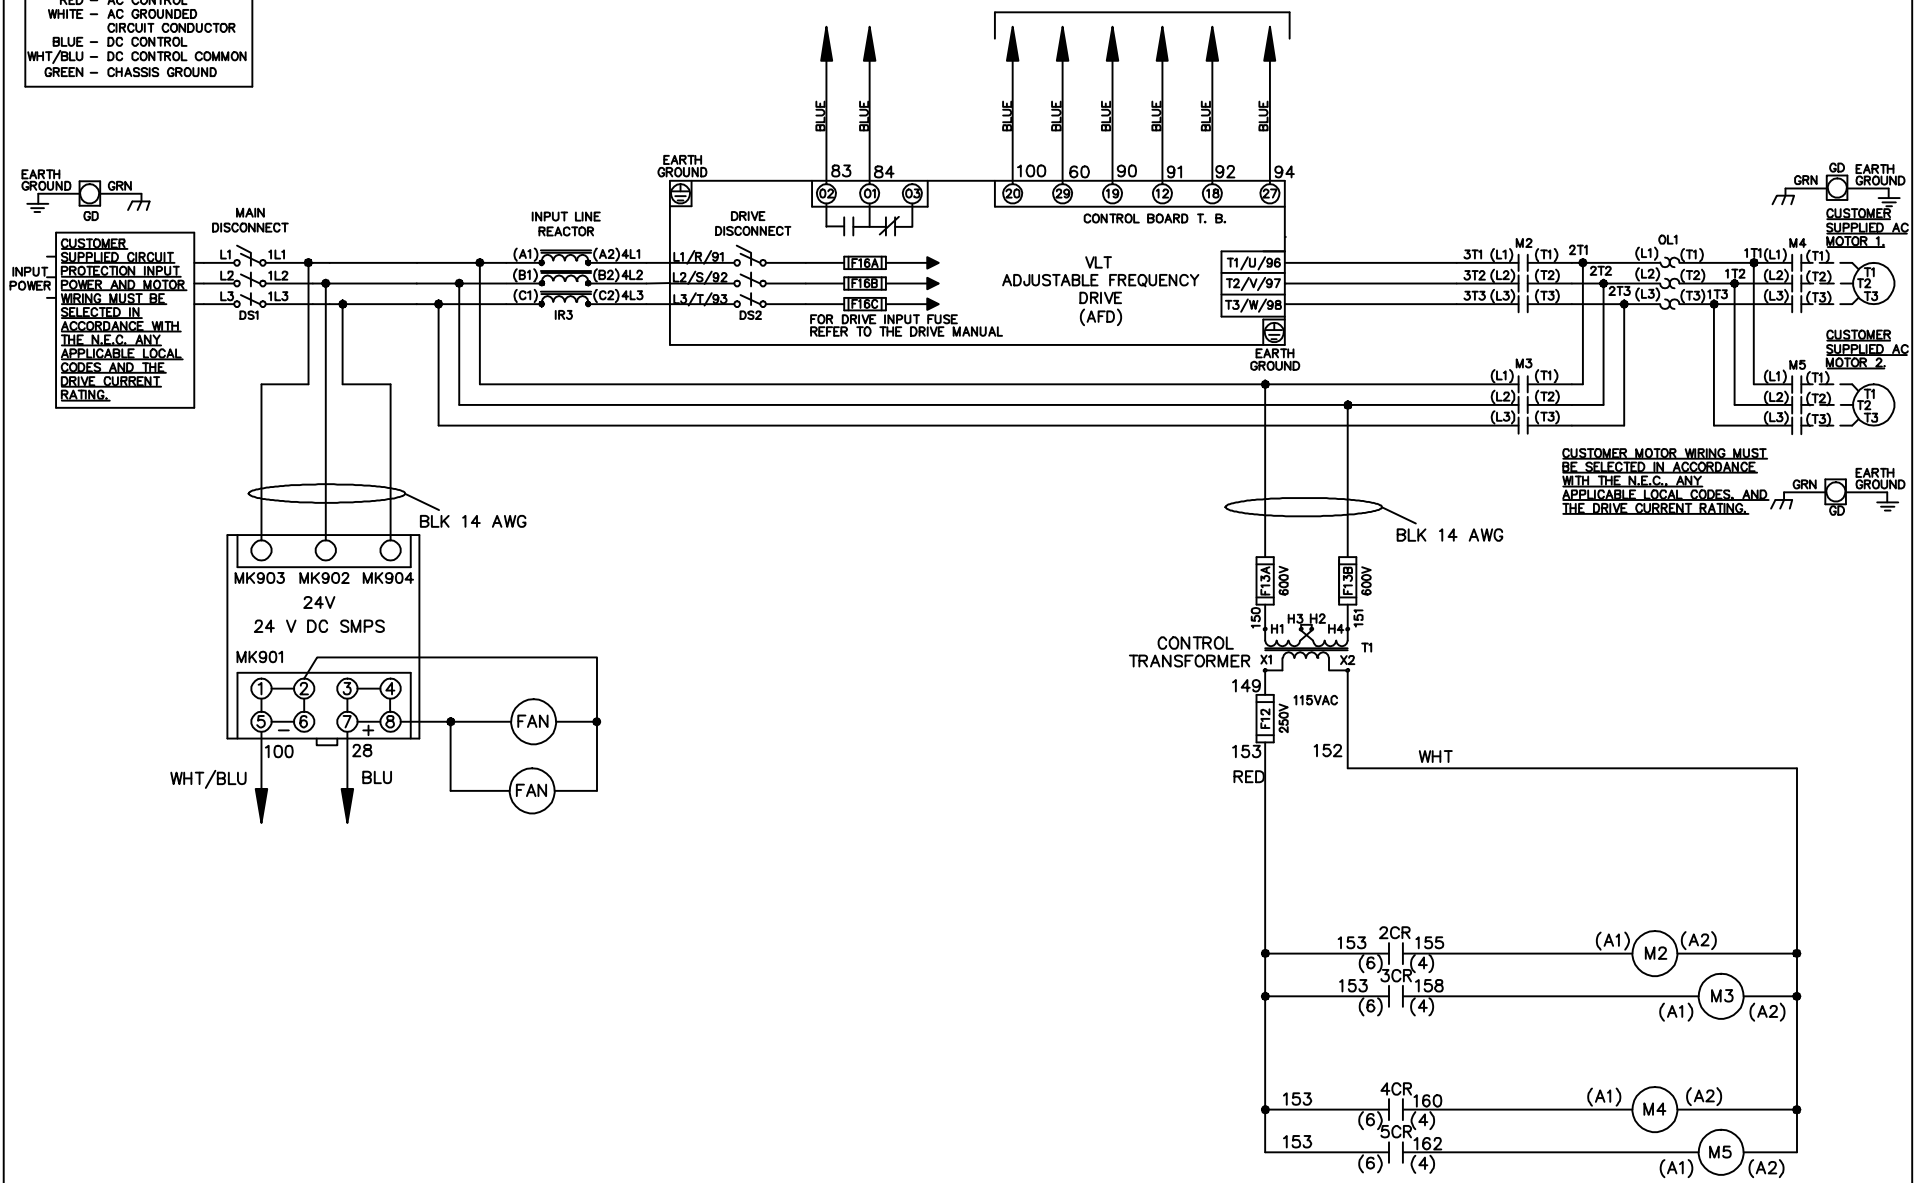 RED – AC CONTROL
WHITE – AC GROUNDED
CIRCUIT CONDUCTOR
BLUE – DC CONTROL
WHT/BLU – DC CONTROL COMMON
GREEN – CHASSIS GROUND
BLUE
BLUE
BLUE
BLUE
BLUE
BLUE
BLUE
BLUE
EARTH
GROUND
GRN
GD
EARTH
GROUND
83
84
02
01
03
100
60
90
91
92
94
20
29
19
12
18
27
CONTROL BOARD T. B.
GD
EARTH
GROUND
GRN
CUSTOMER
SUPPLIED AC
MOTOR 1.
INPUT
POWER
CUSTOMER
SUPPLIED CIRCUIT
PROTECTION INPUT
POWER AND MOTOR
WIRING MUST BE
SELECTED IN
ACCORDANCE WITH
THE N.E.C. ANY
APPLICABLE LOCAL
CODES AND THE
DRIVE CURRENT
RATING.
MAIN
DISCONNECT
L1 1L1
L2 1L2
L3 1L3
DS1
INPUT LINE
REACTOR
(A1) (A2) 4L1
(B1) (B2) 4L2
(C1) (C2) 4L3
IR3
DRIVE
DISCONNECT
L1/R/91
L2/S/92
L3/T/93
DS2
F16A
F16B
F16C
FOR DRIVE INPUT FUSE
REFER TO THE DRIVE MANUAL
VLT
ADJUSTABLE FREQUENCY
DRIVE
(AFD)
T1/U/96
T2/V/97
T3/W/98
EARTH
GROUND
M2
3T1 (L1) (T1) 2T1
3T2 (L2) (T2) 2T2
3T3 (L3) (T3) 2T3
OL1
(L1) (T1) 1T1
(L2) (T2) 1T2
(L3) (T3) 1T3
M4
(L1) (T1)
(L2) (T2)
(L3) (T3)
T1
T2
T3
M3
(L1) (T1)
(L2) (T2)
(L3) (T3)
CUSTOMER
SUPPLIED AC
MOTOR 2.
M5
(L1) (T1)
(L2) (T2)
(L3) (T3)
T1
T2
T3
CUSTOMER MOTOR WIRING MUST
BE SELECTED IN ACCORDANCE
WITH THE N.E.C., ANY
APPLICABLE LOCAL CODES, AND
THE DRIVE CURRENT RATING.
GRN
GD
EARTH
GROUND
BLK 14 AWG
BLK 14 AWG
MK903 MK902 MK904
24V
24 V DC SMPS
MK901
1 2 3 4
5 6 7 8
– +
100
28
WHT/BLU
BLU
FAN
FAN
F13A
600V
F13B
600V
150
151
H1 H3 H2 H4
T1
CONTROL
TRANSFORMER
X1 X2
149
115VAC
F12
250V
153
RED
152
WHT
2CR
153 155
(6) (4)
(A1) M2 (A2)
3CR
153 158
(6) (4)
(A1) M3 (A2)
4CR
153 160
(6) (4)
(A1) M4 (A2)
5CR
153 162
(6) (4)
(A1) M5 (A2)